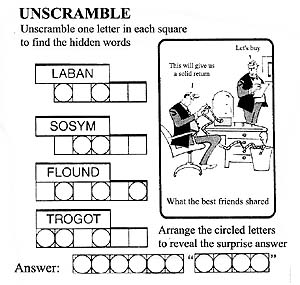 UNSCRAMBLE
Unscramble one letter in each square
to find the hidden words
LABAN
SOSYM
FLOUND
TROGOT
Let's buy
This will give us
a solid return
What the best friends shared
Arrange the circled letters
to reveal the surprise answer
Answer: " "